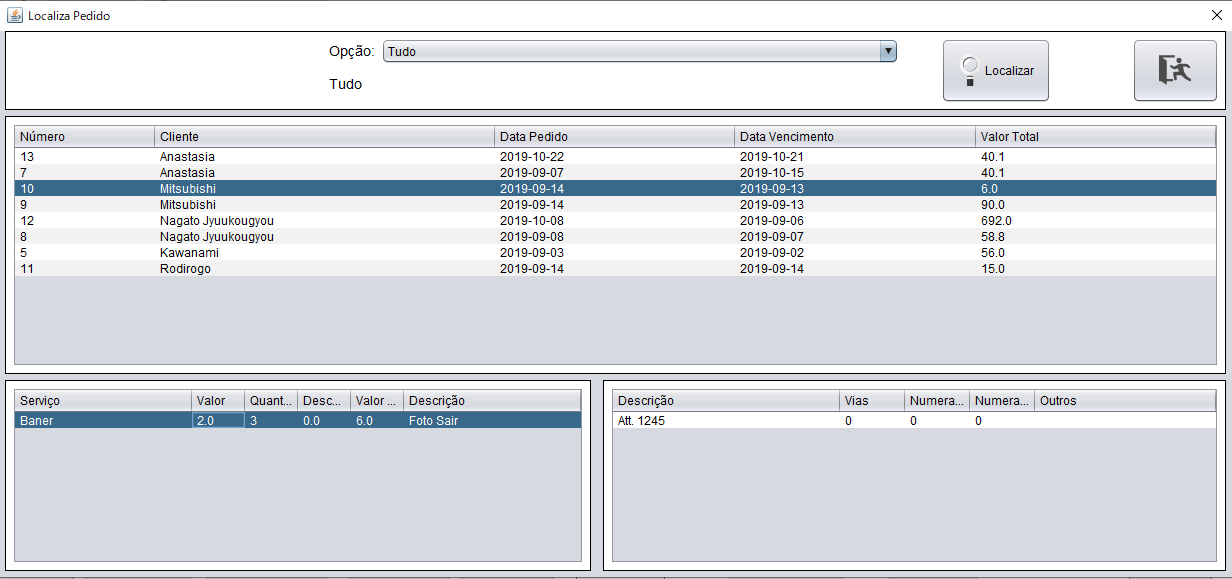 Localiza Pedido
Opção: Tudo
Localizar
Tudo
Número Cliente Data Pedido Data Vencimento Valor Total
13 Anastasia 2019-10-22 2019-10-21 40.1
7 Anastasia 2019-09-07 2019-10-15 40.1
10 Mitsubishi 2019-09-14 2019-09-13 6.0
9 Mitsubishi 2019-09-14 2019-09-13 90.0
12 Nagato Jyuukougyou 2019-10-08 2019-09-06 692.0
8 Nagato Jyuukougyou 2019-09-08 2019-09-07 58.8
5 Kawanami 2019-09-03 2019-09-02 56.0
11 Rodirogo 2019-09-14 2019-09-14 15.0
Serviço Valor Quant... Desc... Valor ... Descrição
Baner 2.0 3 0.0 6.0 Foto Sair
Descrição Vias Numera... Numera... Outros
Att. 1245 0 0 0